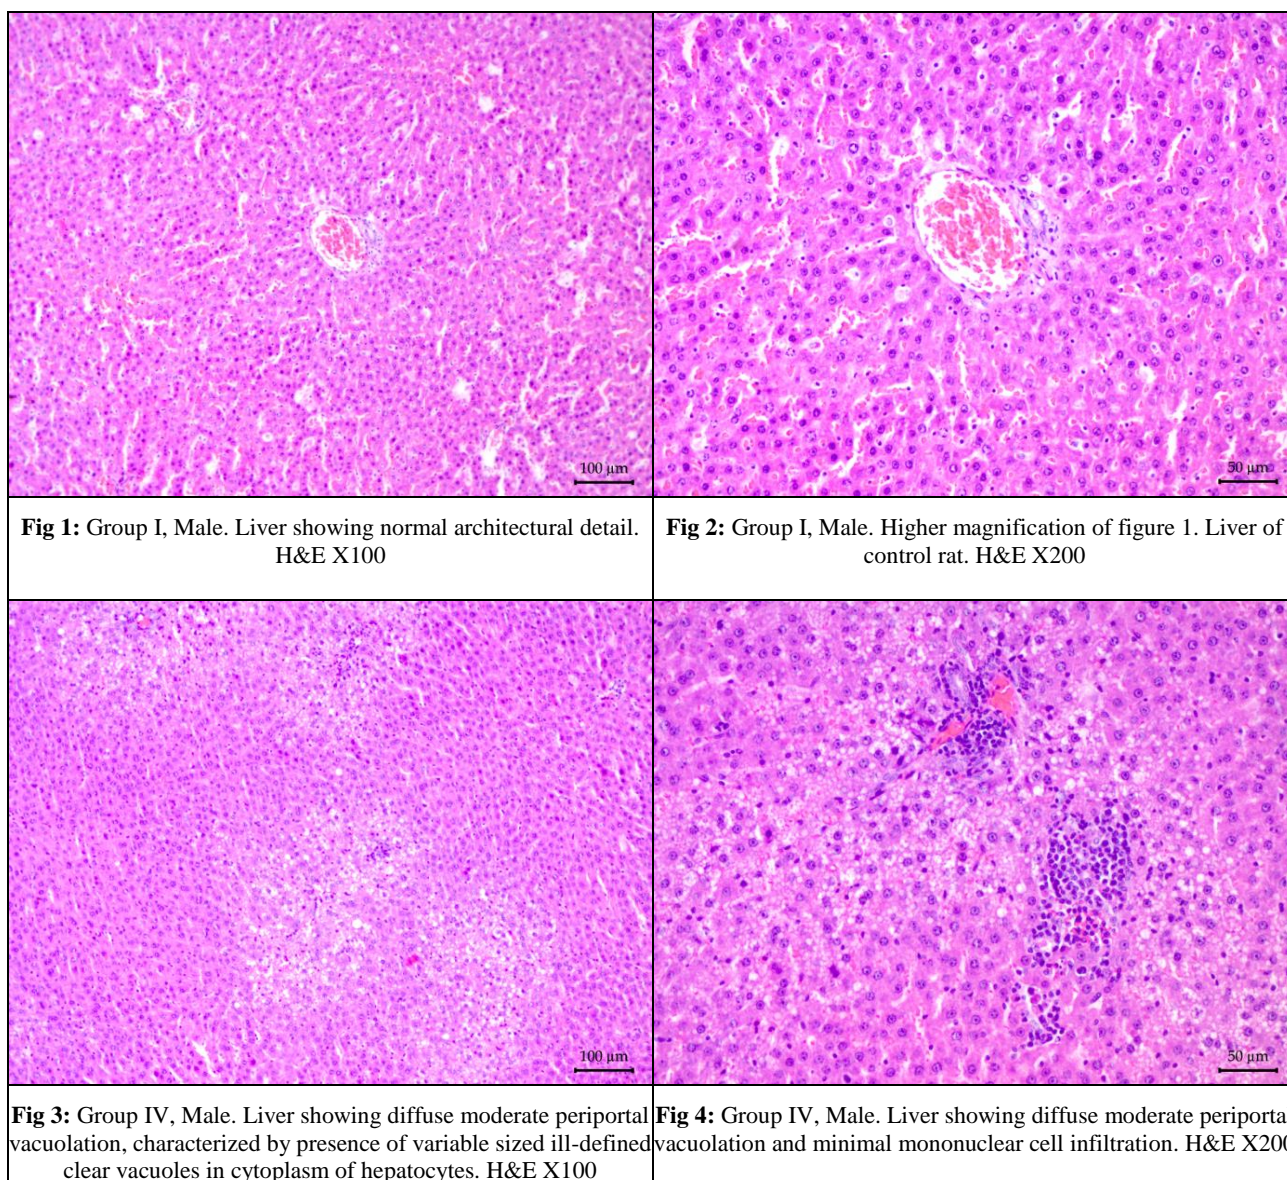 100 µm
50 µm
Fig 1: Group I, Male. Liver showing normal architectural detail.
H&E X100
Fig 2: Group I, Male. Higher magnification of figure 1. Liver of
control rat. H&E X200
100 µm
50 µm
Fig 3: Group IV, Male. Liver showing diffuse moderate periportal
vacuolation, characterized by presence of variable sized ill-defined
clear vacuoles in cytoplasm of hepatocytes. H&E X100
Fig 4: Group IV, Male. Liver showing diffuse moderate periporta
vacuolation and minimal mononuclear cell infiltration. H&E X200